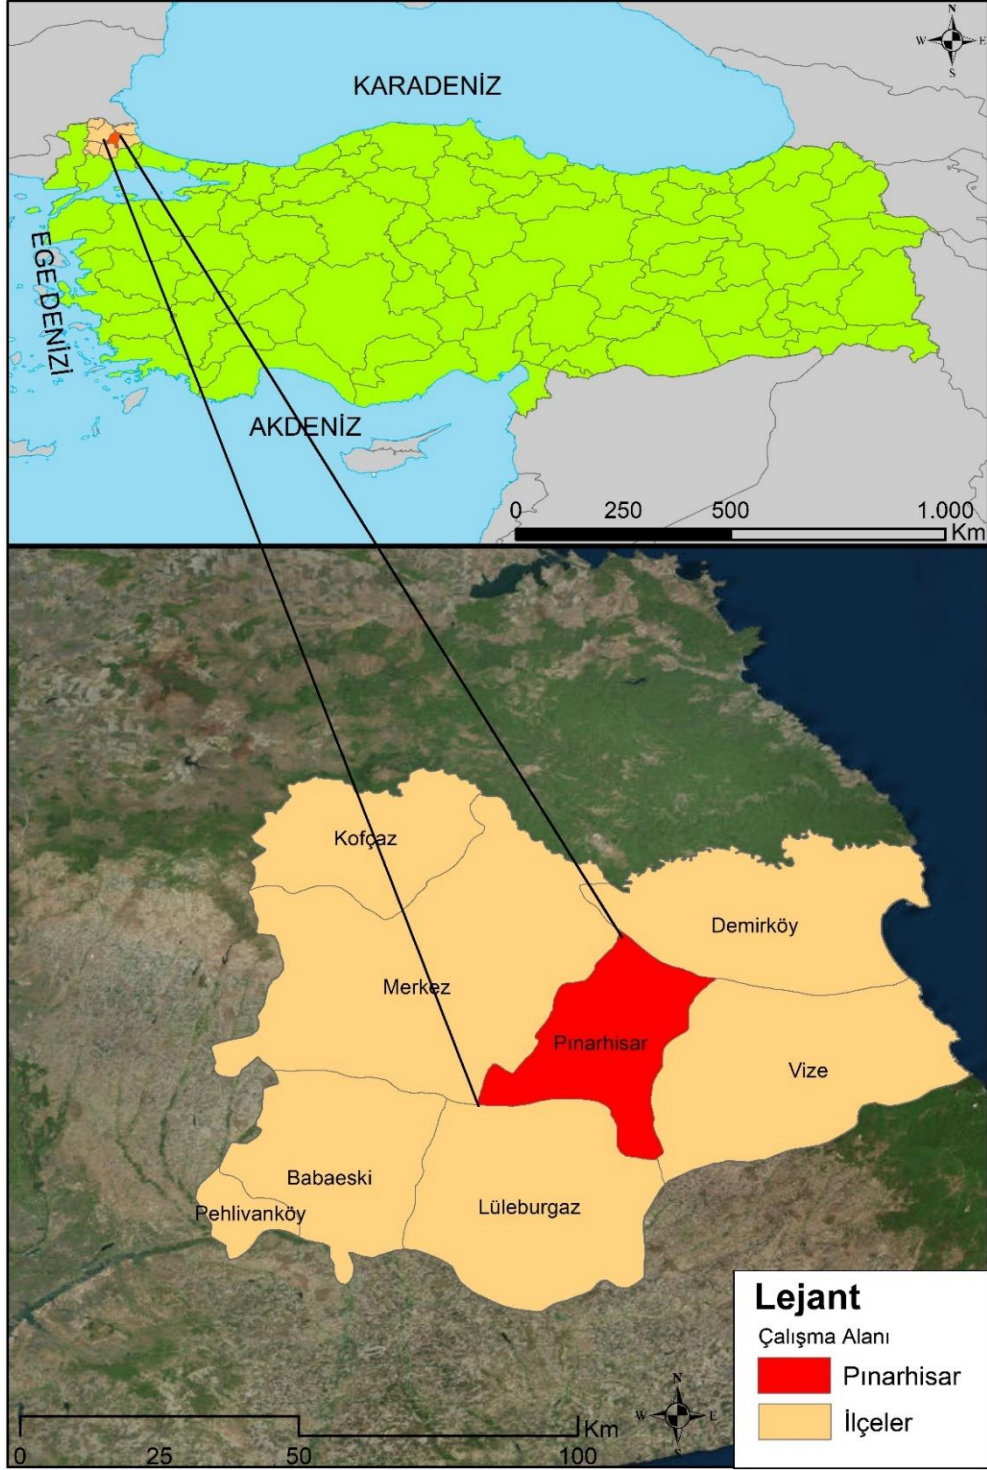 N
W E
S
KARADENİZ
EGE DENİZİ
AKDENİZ
0 250 500 1.000
Km
Kofçaz
Demirköy
Merkez
Pınarhisar
Vize
Babaeski
Pehlivanköy
Lüleburgaz
Lejant
Çalışma Alanı
Pınarhisar
İlçeler
N
W E
S
Km
0 25 50 100